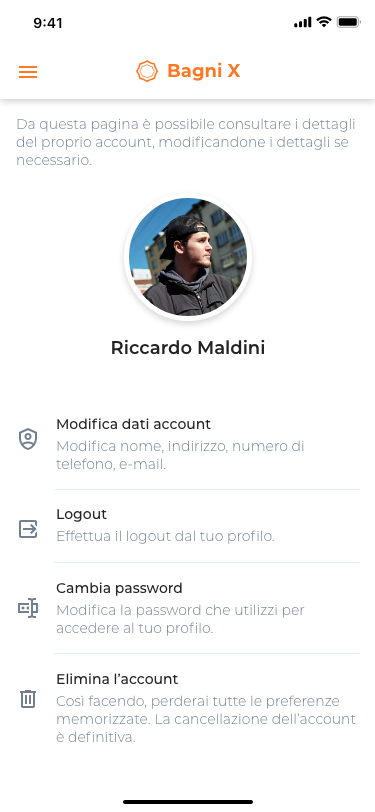 9:41
Bagni X
Da questa pagina è possibile consultare i dettagli
del proprio account, modificandone i dettagli se
necessario.
Riccardo Maldini
Modifica dati account
Modifica nome, indirizzo, numero di
telefono, e-mail.
Logout
Effettua il logout dal tuo profilo.
Cambia password
Modifica la password che utilizzi per
accedere al tuo profilo.
Elimina l’account
Così facendo, perderai tutte le preferenze
memorizzate. La cancellazione dell’account
è definitiva.